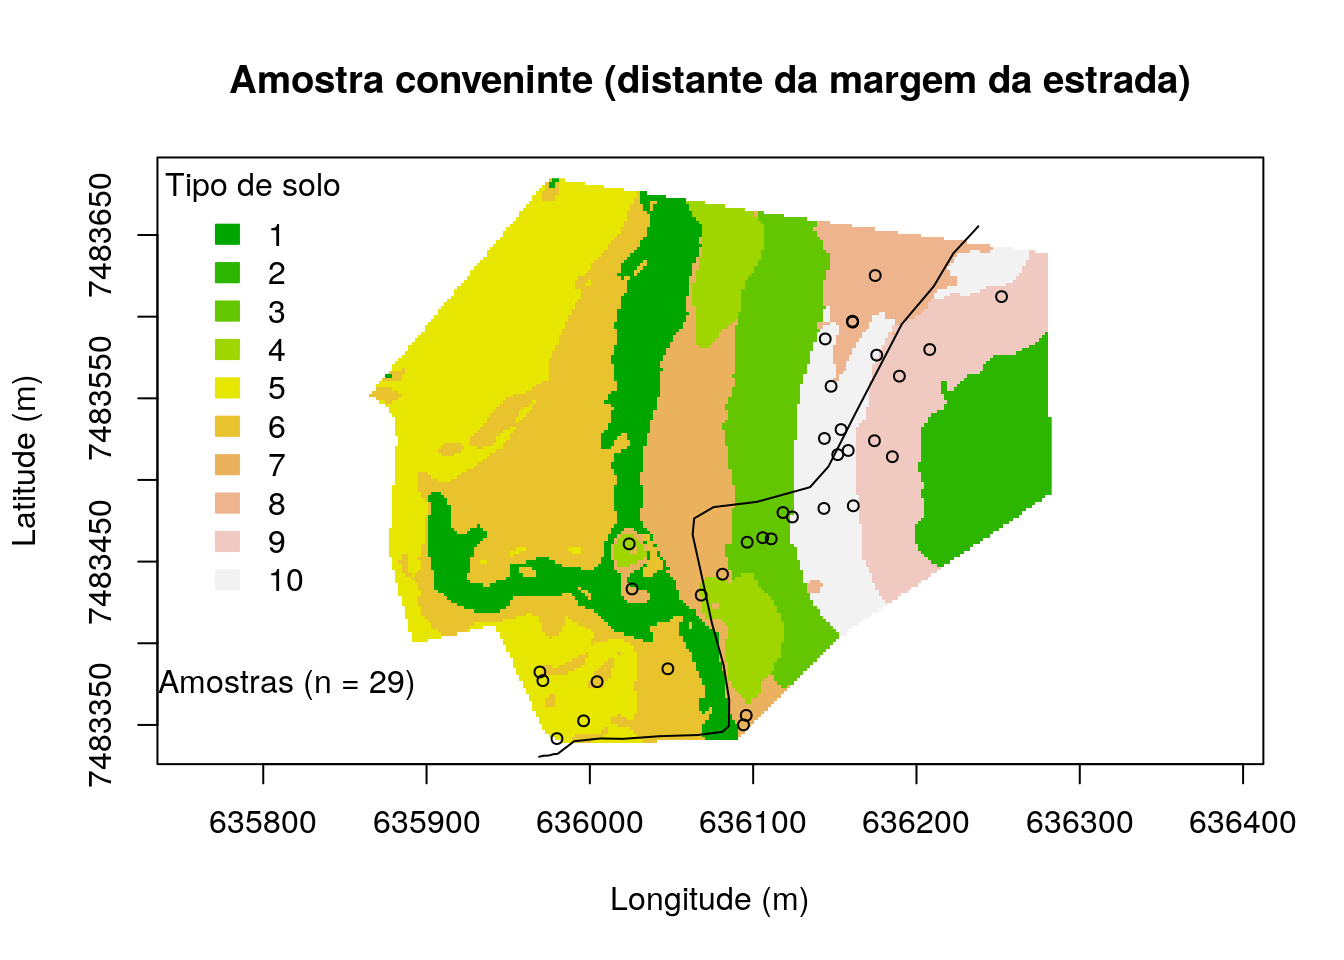 Amostra conveninte (distante da margem da estrada)
Tipo de solo
1
2
3
4
5
6
7
8
9
10
Amostras (n = 29)
Latitude (m)
7483650
7483550
7483450
7483350
635800 635900 636000 636100 636200 636300 636400
Longitude (m)